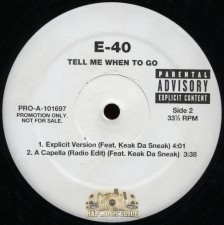 E-40
TELL ME WHEN TO GO
PARENTAL
ADVISORY
EXPLICIT CONTENT
PRO-A-101697
PROMOTION ONLY.
NOT FOR SALE.
Side 2
33⅓ RPM
1. Explicit Version (Feat. Keak Da Sneak) 4:01
2. A Capella (Radio Edit) (Feat. Keak Da Sneak) 3:38